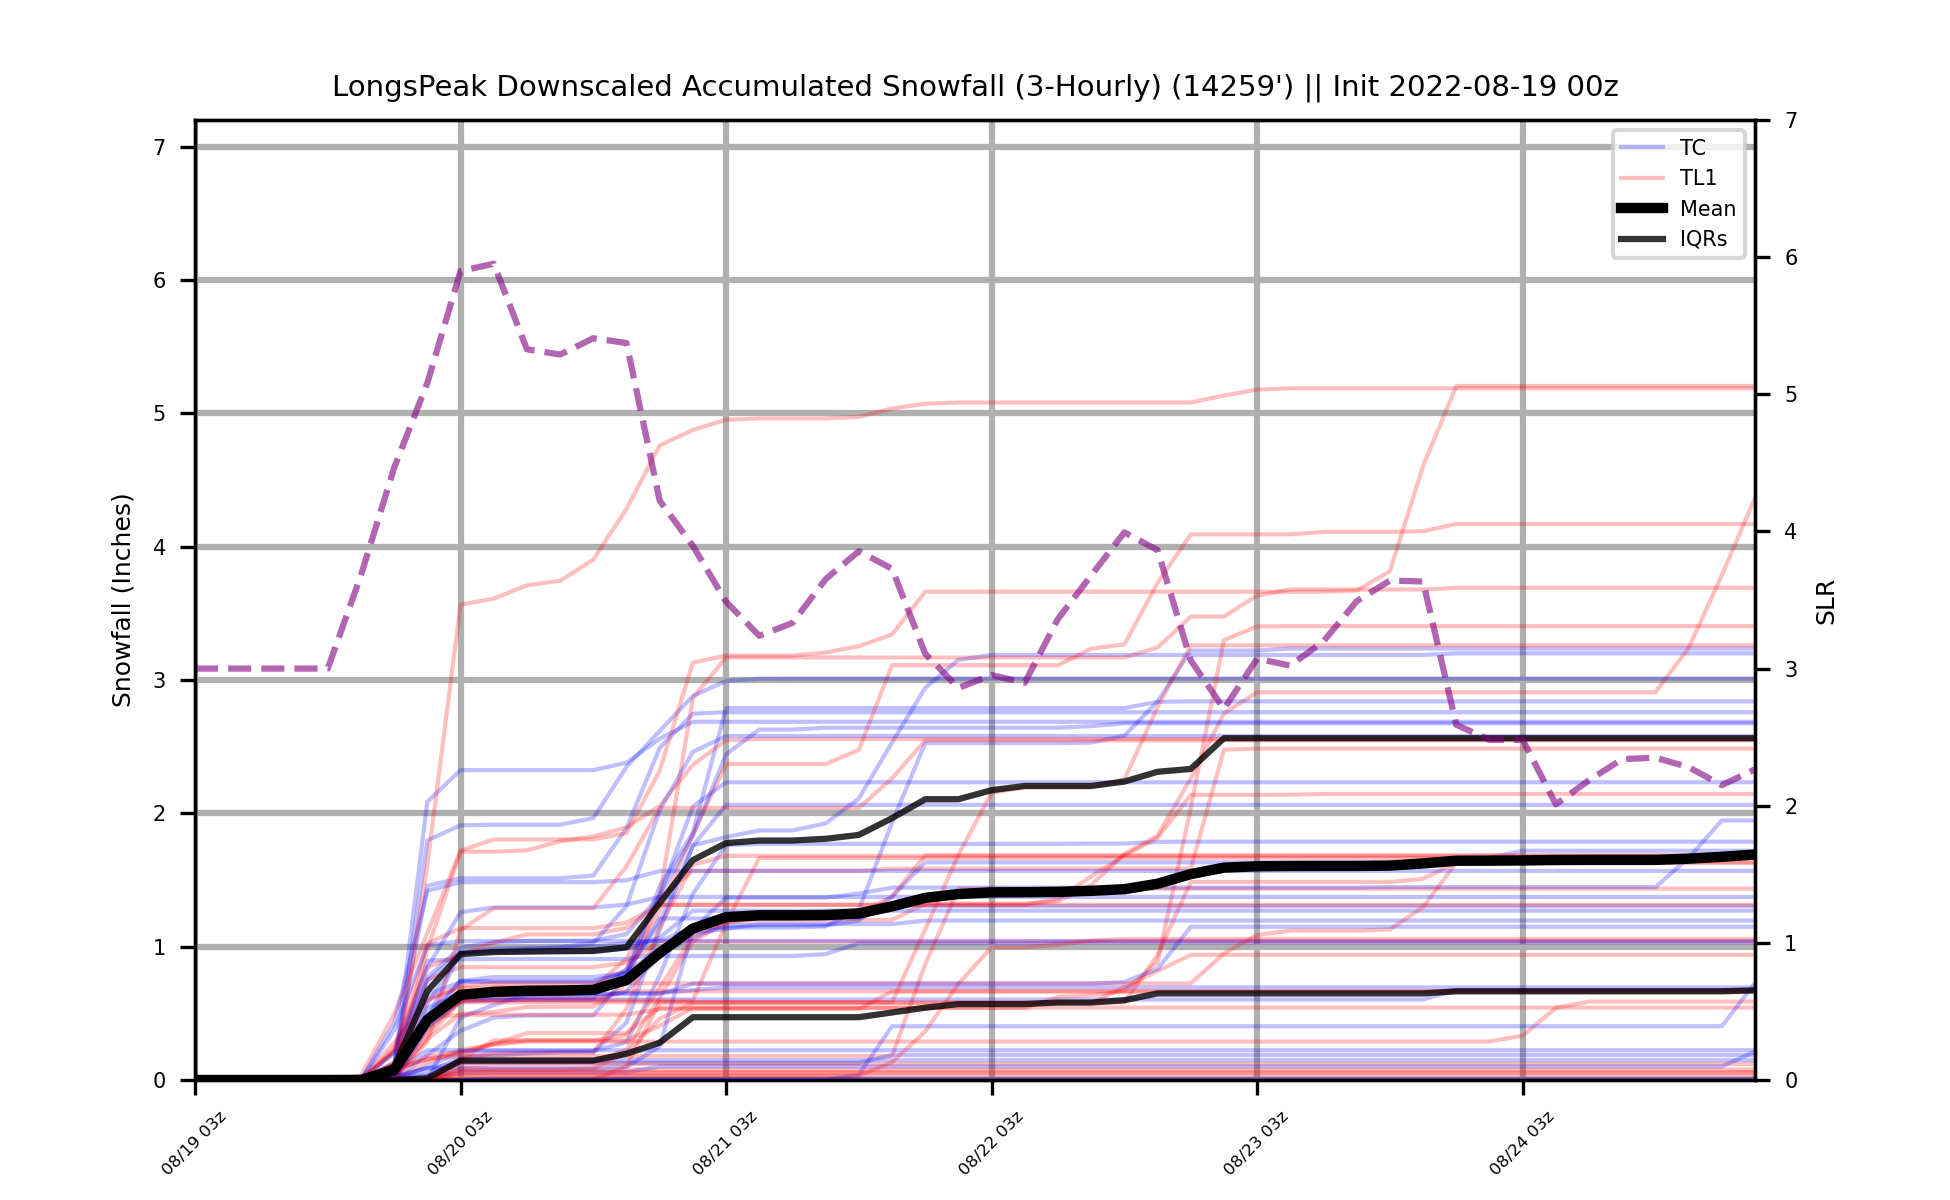 LongsPeak Downscaled Accumulated Snowfall (3-Hourly) (14259') || Init 2022-08-19 00z
7
6
5
4
3
2
1
0
Snowfall (Inches)
7
6
5
4
3
2
1
0
SLR
TC
TL1
Mean
IQRs
08/19 03z
08/20 03z
08/21 03z
08/22 03z
08/23 03z
08/24 03z